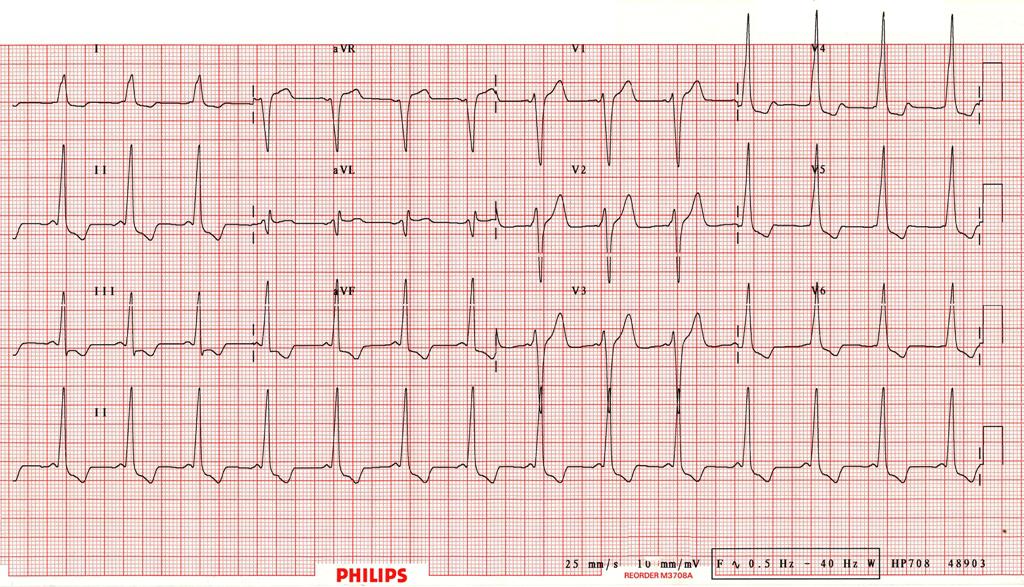 I aVR V1 V4
II aVL V2 V5
III aVF V3 V6
II
25 mm/s 10 mm/mV F ∿ 0.5 Hz - 40 Hz W HP708 48903
PHILIPS REORDER M3708A